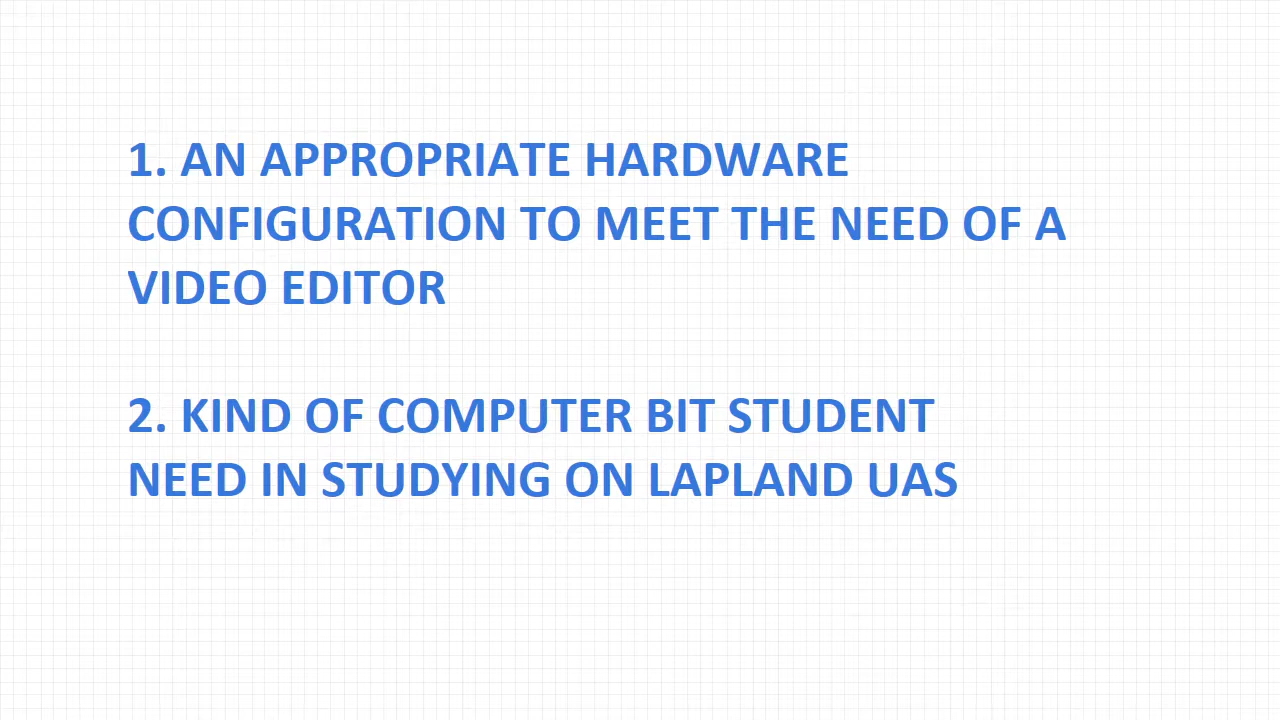 1. AN APPROPRIATE HARDWARE
CONFIGURATION TO MEET THE NEED OF A
VIDEO EDITOR
2. KIND OF COMPUTER BIT STUDENT
NEED IN STUDYING ON LAPLAND UAS